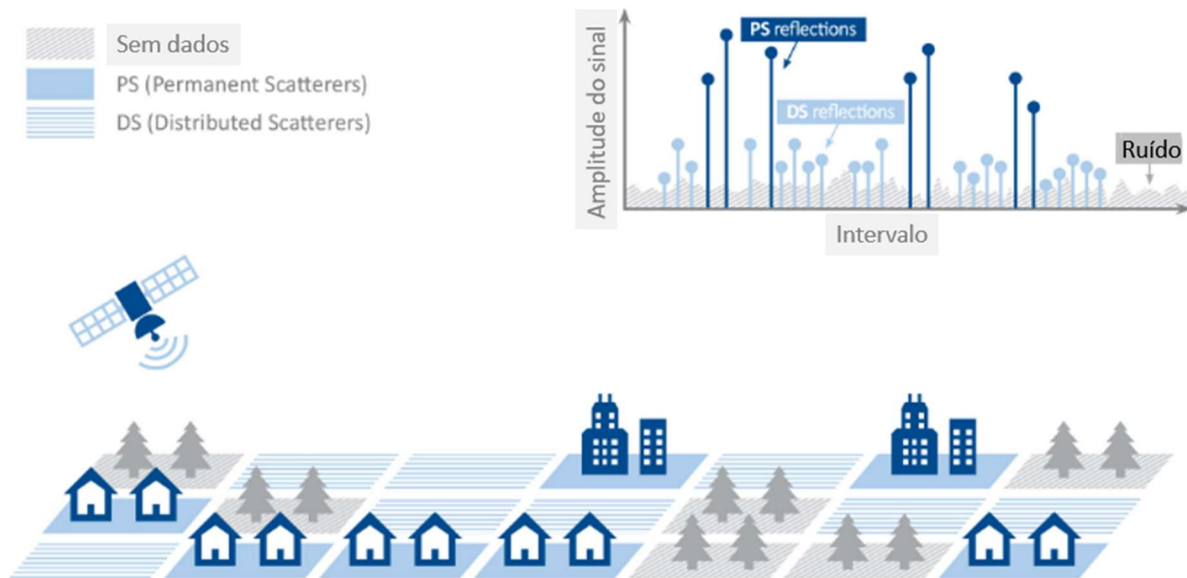 Sem dados
PS (Permanent Scatterers)
DS (Distributed Scatterers)
Amplitude do sinal
PS reflections
DS reflections
Ruído
Intervalo